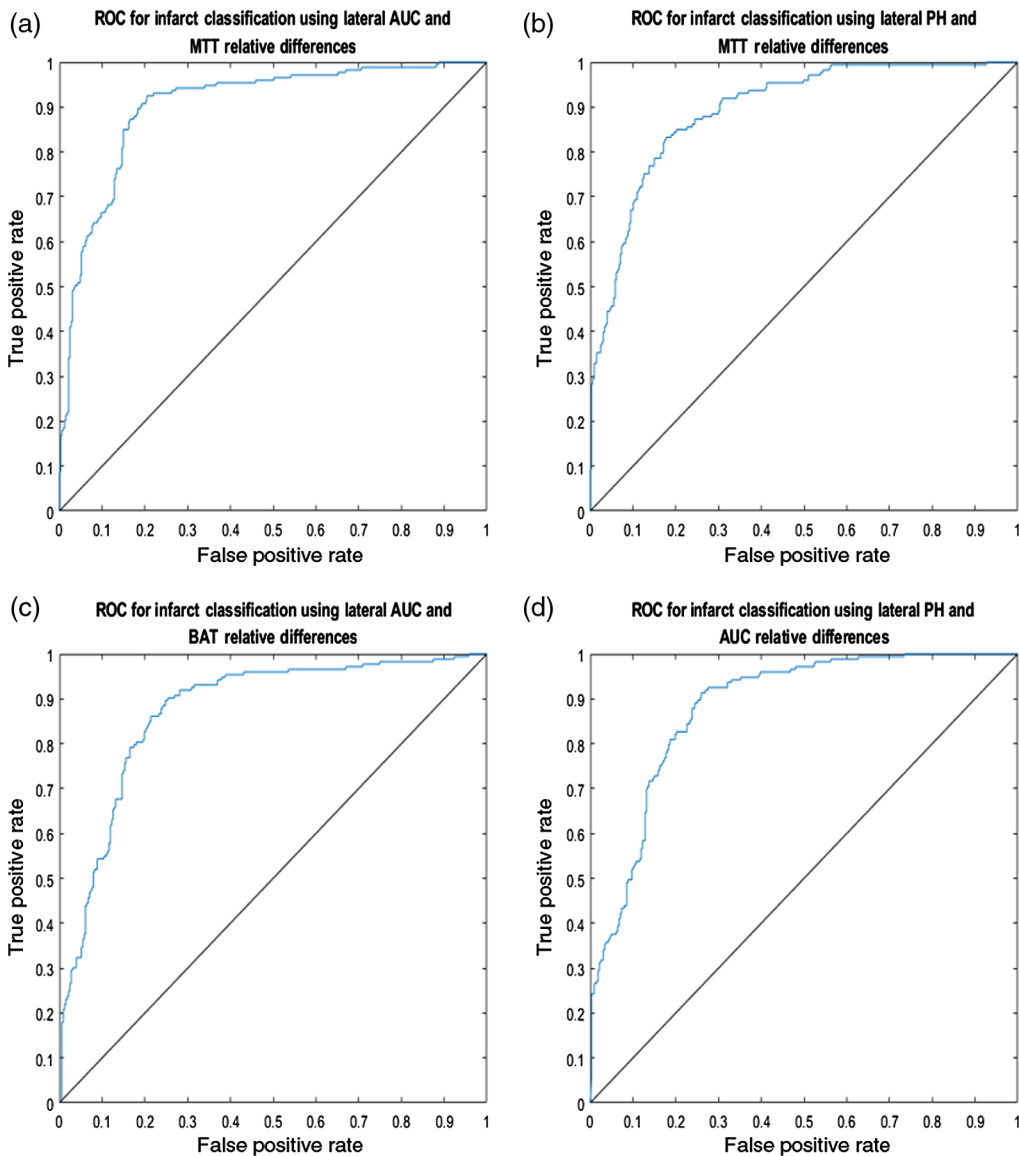 (a)
ROC for infarct classification using lateral AUC and
MTT relative differences
True positive rate
1
0.9
0.8
0.7
0.6
0.5
0.4
0.3
0.2
0.1
0
0 0.1 0.2 0.3 0.4 0.5 0.6 0.7 0.8 0.9 1
False positive rate
(b)
ROC for infarct classification using lateral PH and
MTT relative differences
True positive rate
1
0.9
0.8
0.7
0.6
0.5
0.4
0.3
0.2
0.1
0
0 0.1 0.2 0.3 0.4 0.5 0.6 0.7 0.8 0.9 1
False positive rate
(c)
ROC for infarct classification using lateral AUC and
BAT relative differences
True positive rate
1
0.9
0.8
0.7
0.6
0.5
0.4
0.3
0.2
0.1
0
0 0.1 0.2 0.3 0.4 0.5 0.6 0.7 0.8 0.9 1
False positive rate
(d)
ROC for infarct classification using lateral PH and
AUC relative differences
True positive rate
1
0.9
0.8
0.7
0.6
0.5
0.4
0.3
0.2
0.1
0
0 0.1 0.2 0.3 0.4 0.5 0.6 0.7 0.8 0.9 1
False positive rate